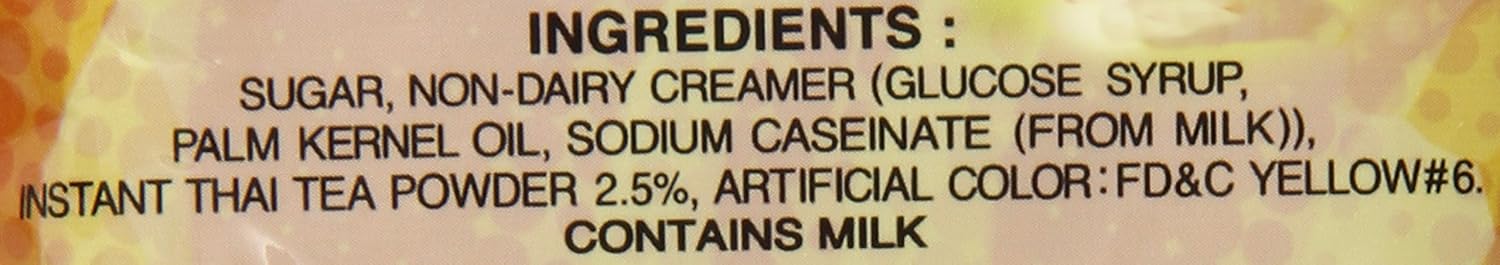 INGREDIENTS :
SUGAR, NON-DAIRY CREAMER (GLUCOSE SYRUP,
PALM KERNEL OIL, SODIUM CASEINATE (FROM MILK)),
INSTANT THAI TEA POWDER 2.5%, ARTIFICIAL COLOR:FD&C YELLOW#6.
CONTAINS MILK